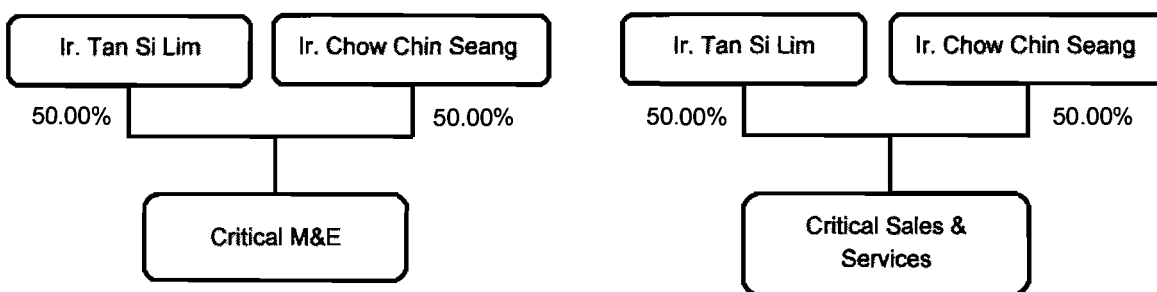 Ir. Tan Si Lim
Ir. Chow Chin Seang
50.00%
50.00%
Critical M&E
Ir. Tan Si Lim
Ir. Chow Chin Seang
50.00%
50.00%
Critical Sales &
Services